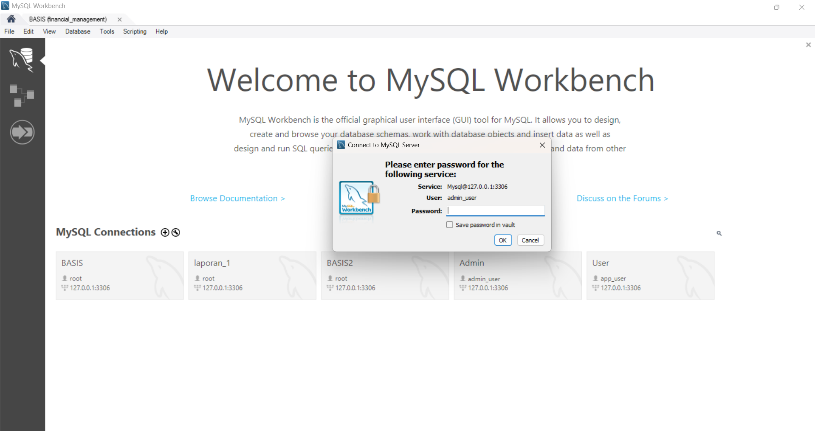 MySQL Workbench
BASIS (financial_management)
File Edit View Database Tools Scripting Help
Welcome to MySQL Workbench
MySQL Workbench is the official graphical user interface (GUI) tool for MySQL. It allows you to design,
create and browse your database schemas, work with database objects and insert data as well as
design and run SQL and data from other
Connect to MySQL Server
Please enter password for the
following service:
Service: Mysql@127.0.0.1:3306
User: admin_user
Password:
Save password in vault
OK Cancel
MySQL
Workbench
Browse Documentation >
Discuss on the Forums >
MySQL Connections
BASIS
root
127.0.0.1:3306
laporan_1
root
127.0.0.1:3306
BASIS2
root
127.0.0.1:3306
Admin
admin_user
127.0.0.1:3306
User
app_user
127.0.0.1:3306